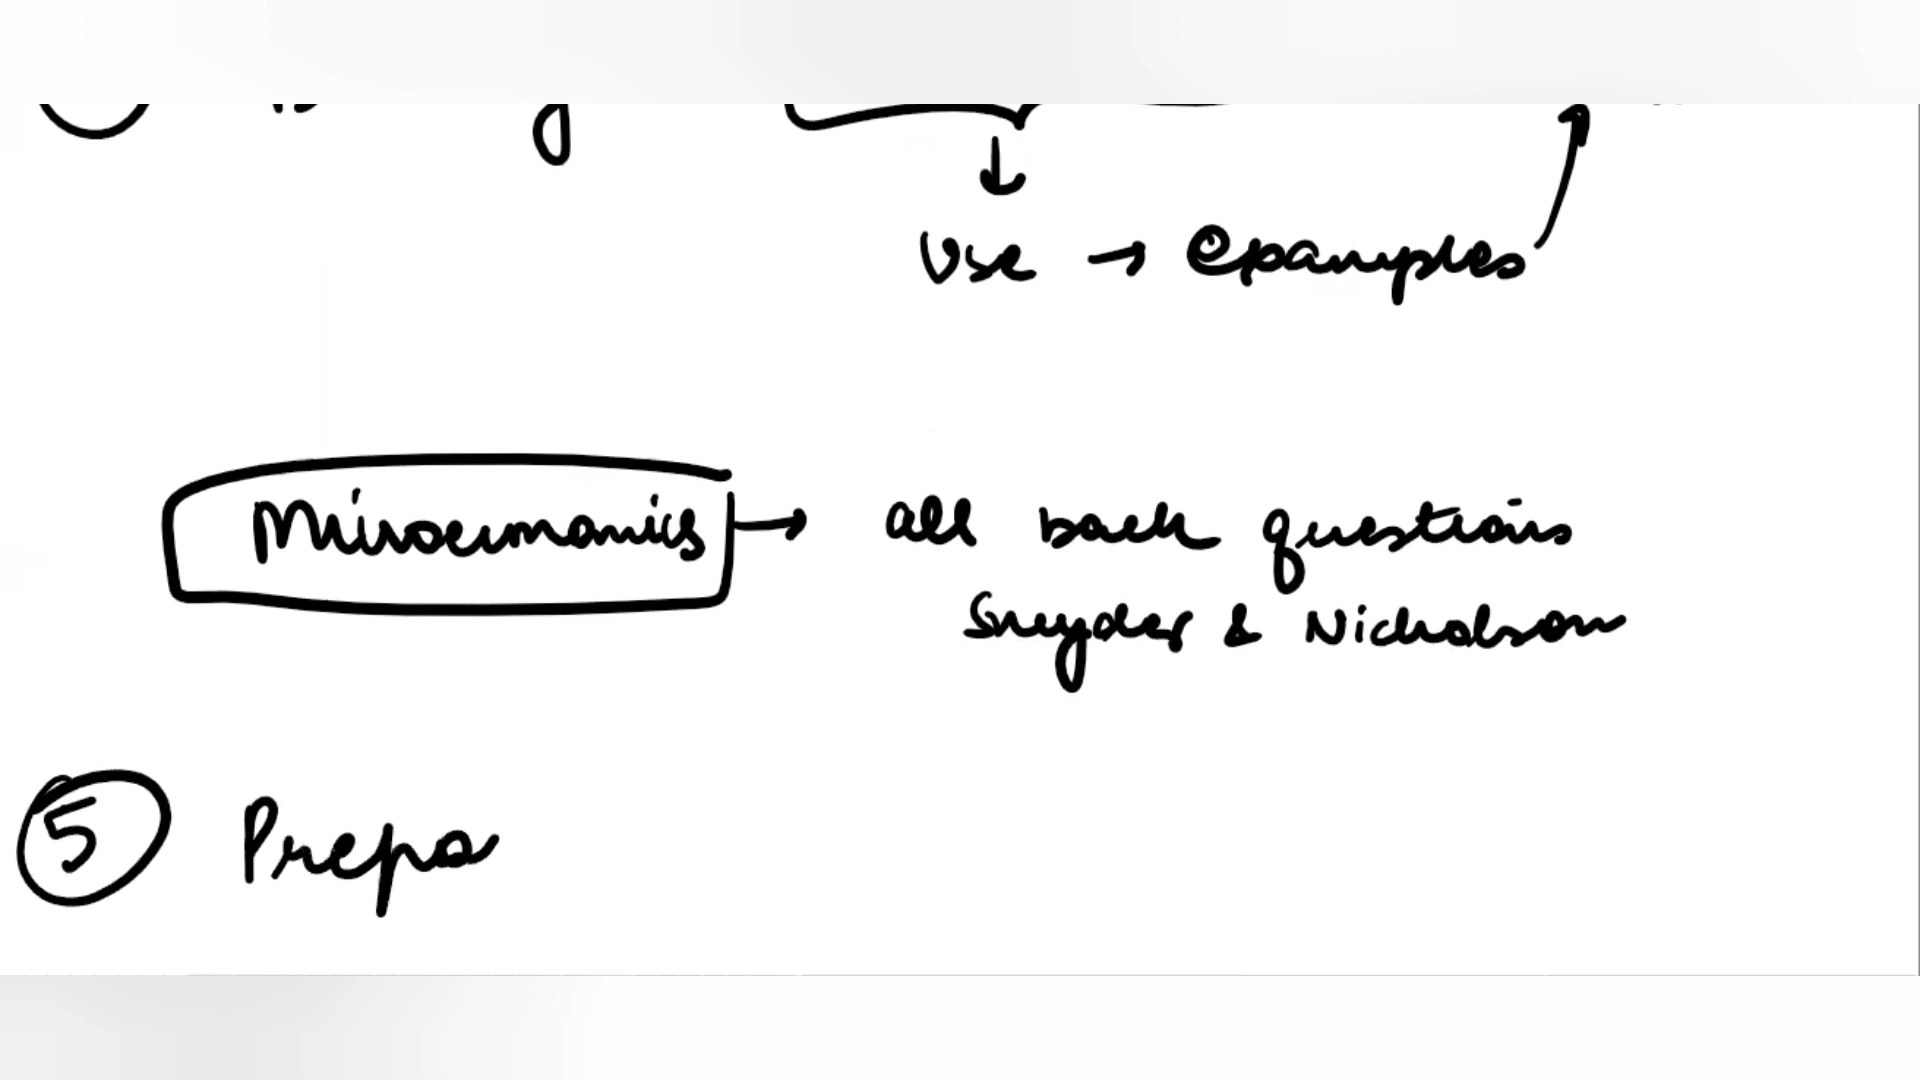 Use → examples
Microeconomics → all back questions
Snyder & Nicholson
5 Prepa